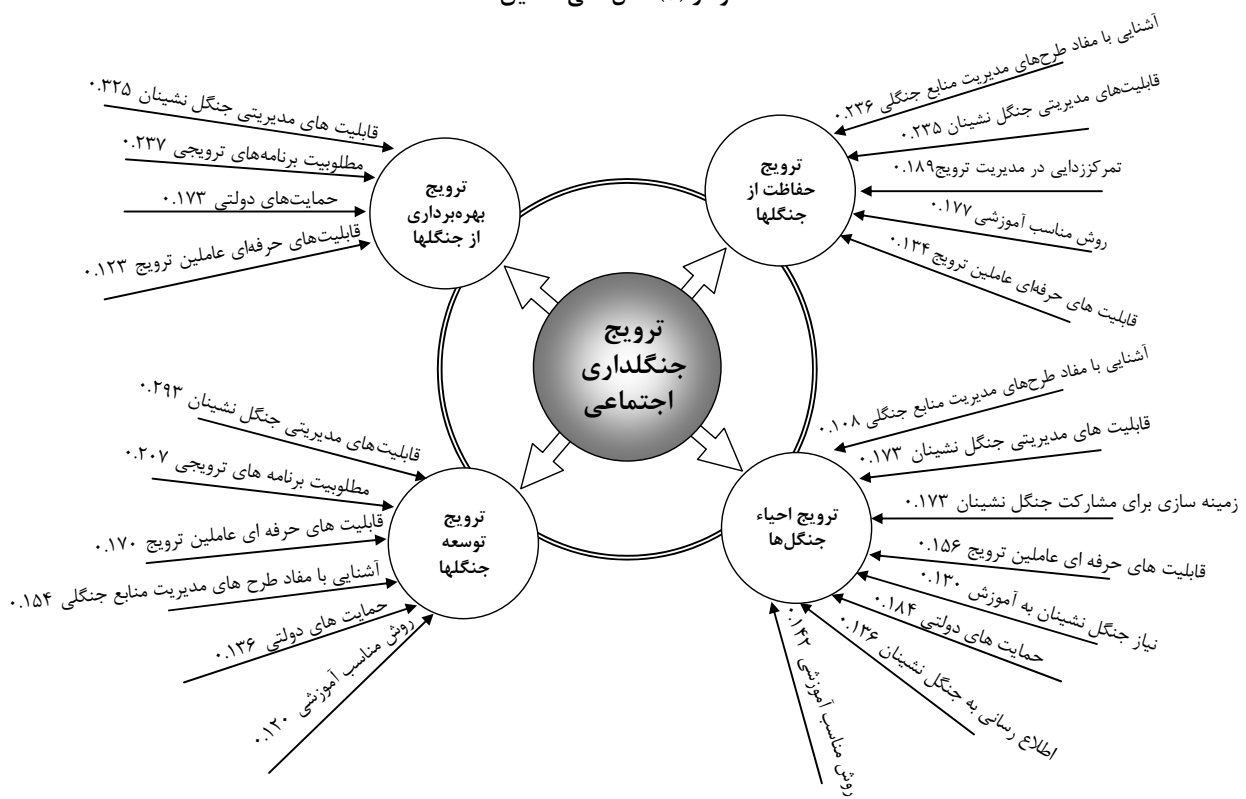 آشنایی با مفاد طرح‌های مدیریت منابع جنگلی ۰.۲۳۶
قابلیت‌های مدیریتی جنگل نشینان ۰.۲۳۵
تمرکززدایی در مدیریت ترویج۰.۱۸۹
روش مناسب آموزشی ۰.۱۷۷
قابلیت های حرفه‌ای عاملین ترویج ۰.۱۳۴
ترویج
حفاظت از
جنگلها
قابلیت های مدیریتی جنگل نشینان ۰.۳۲۵
مطلوبیت برنامه‌های ترویجی ۰.۲۳۷
حمایت‌های دولتی ۰.۱۷۳
قابلیت‌های حرفه‌ای عاملین ترویج ۰.۱۲۳
ترویج
بهره‌برداری
از جنگلها
ترویج
جنگلداری
اجتماعی
آشنایی با مفاد طرح‌های مدیریت منابع جنگلی ۰.۱۰۸
قابلیت های مدیریتی جنگل نشینان ۰.۱۷۳
زمینه سازی برای مشارکت جنگل نشینان ۰.۱۷۳
قابلیت های حرفه ای عاملین ترویج ۰.۱۵۶
نیاز جنگل نشینان به آموزش ۰.۱۳۰
حمایت های دولتی ۰.۱۸۴
اطلاع رسانی به جنگل نشینان ۰.۱۳۶
روش مناسب آموزشی ۰.۱۴۲
ترویج احیاء
جنگل‌ها
قابلیت‌های مدیریتی جنگل نشینان ۰.۲۹۳
مطلوبیت برنامه های ترویجی ۰.۲۰۷
قابلیت های حرفه ای عاملین ترویج ۰.۱۷۰
آشنایی با مفاد طرح های مدیریت منابع جنگلی ۰.۱۵۴
حمایت های دولتی ۰.۱۳۶
روش مناسب آموزشی ۰.۱۲۰
ترویج
توسعه
جنگلها